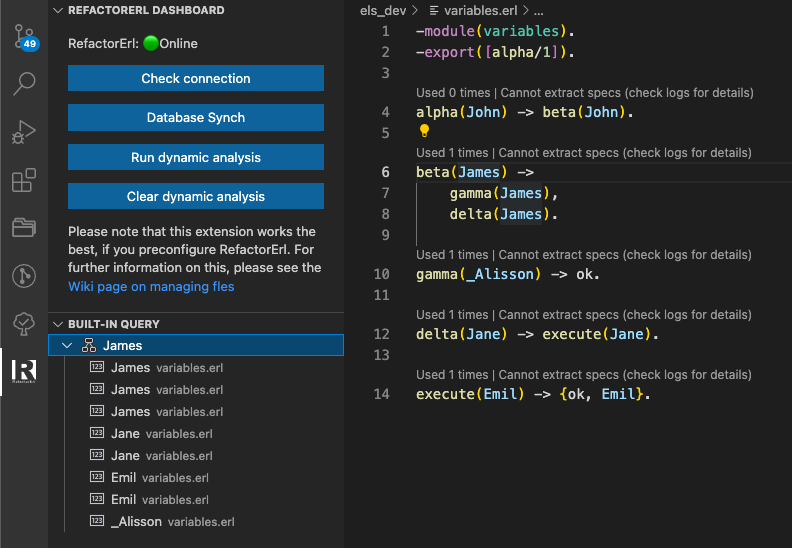 REFACTORERL DASHBOARD
RefactorErl: Online
Check connection
Database Synch
Run dynamic analysis
Clear dynamic analysis
Please note that this extension works the
best, if you preconfigure RefactorErl. For
further information on this, please see the
Wiki page on managing fles
BUILT-IN QUERY
James
James variables.erl
James variables.erl
James variables.erl
Jane variables.erl
Jane variables.erl
Emil variables.erl
Emil variables.erl
_Alisson variables.erl
49
els_dev > variables.erl > ...
1 -module(variables).
2 -export([alpha/1]).
3
Used 0 times | Cannot extract specs (check logs for details)
4 alpha(John) -> beta(John).
5
Used 1 times | Cannot extract specs (check logs for details)
6 beta(James) ->
7 gamma(James),
8 delta(James).
9
Used 1 times | Cannot extract specs (check logs for details)
10 gamma(_Alisson) -> ok.
11
Used 1 times | Cannot extract specs (check logs for details)
12 delta(Jane) -> execute(Jane).
13
Used 1 times | Cannot extract specs (check logs for details)
14 execute(Emil) -> {ok, Emil}.